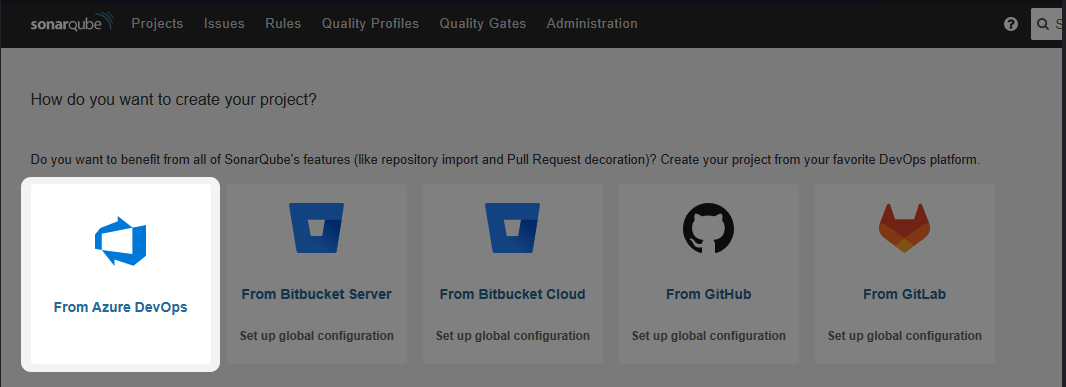 sonarqube Projects Issues Rules Quality Profiles Quality Gates Administration ? S
How do you want to create your project?
Do you want to benefit from all of SonarQube's features (like repository import and Pull Request decoration)? Create your project from your favorite DevOps platform.
From Azure DevOps
From Bitbucket Server
Set up global configuration
From Bitbucket Cloud
Set up global configuration
From GitHub
Set up global configuration
From GitLab
Set up global configuration